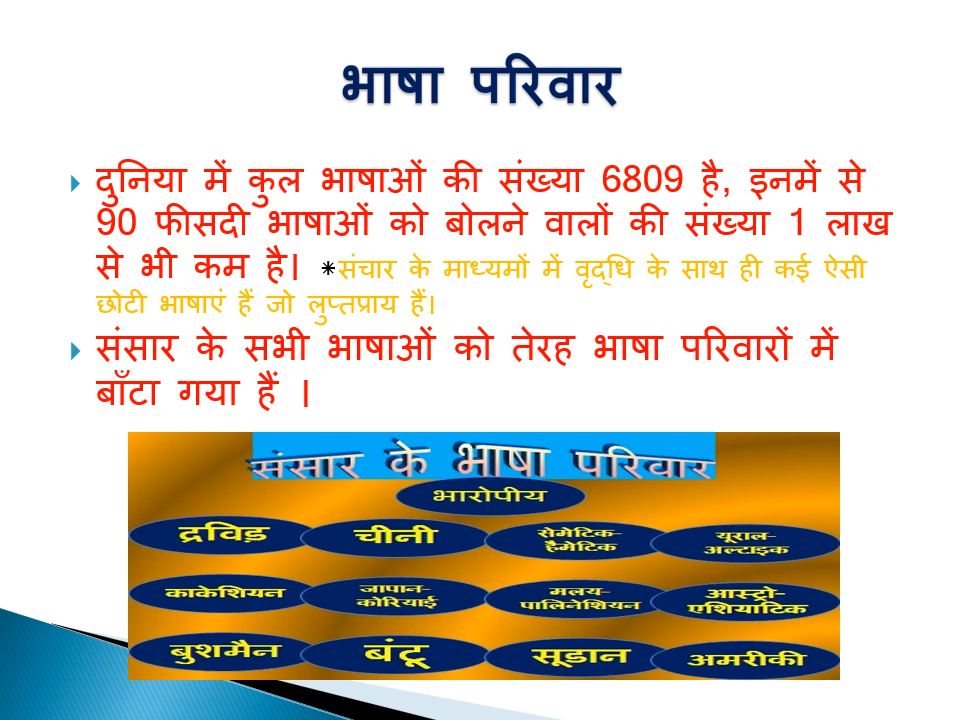 भाषा परिवार
दुनिया में कुल भाषाओं की संख्या 6809 है, इनमें से
90 फीसदी भाषाओं को बोलने वालों की संख्या 1 लाख
से भी कम है। *संचार के माध्यमों में वृद्धि के साथ ही कई ऐसी
छोटी भाषाएं हैं जो लुप्तप्राय हैं।
संसार के सभी भाषाओं को तेरह भाषा परिवारों में
बाँटा गया हैं ।
संसार के भाषा परिवार
भारोपीय
द्रविड़ चीनी सेमेटिक-हैमेटिक यूराल-अल्टाइक
काकेशियन जापान-कोरियाई मलय-पालिनेशियन आस्ट्रो-एशियाटिक
बुशमैन बंटू सूडान अमरीकी